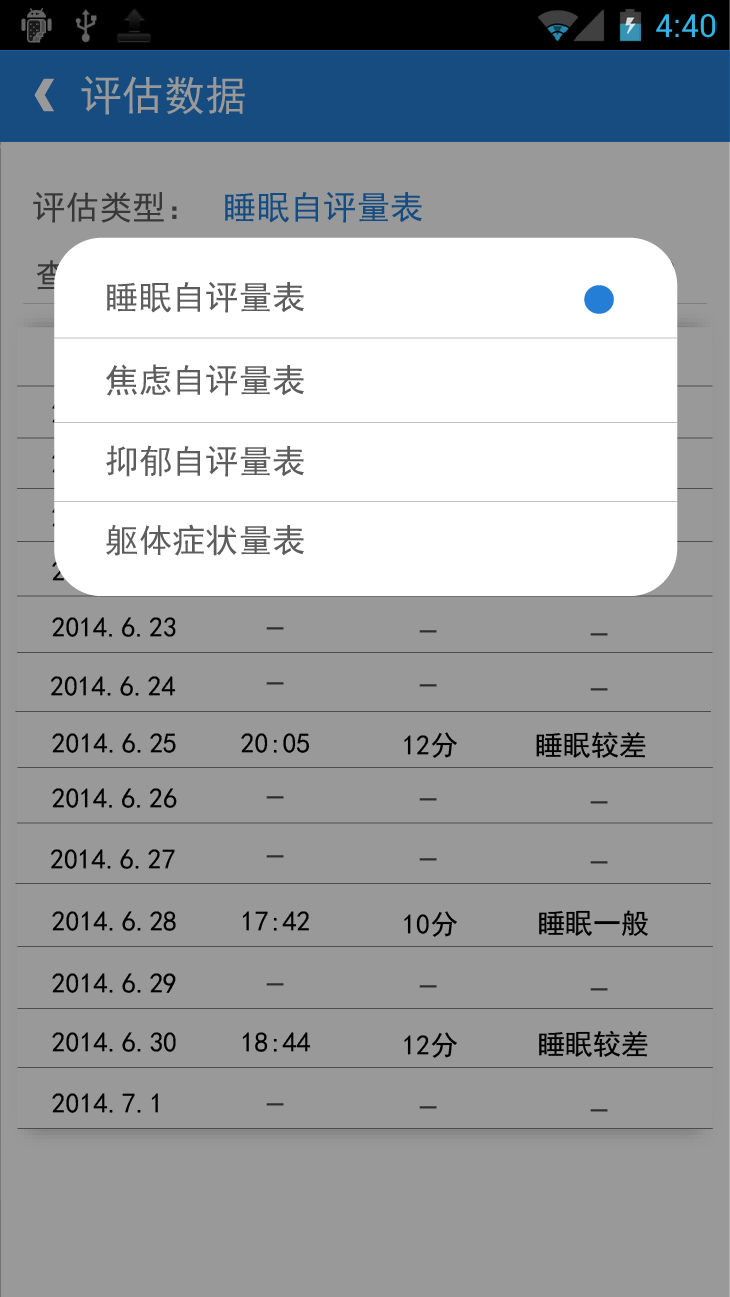 4:40
评估数据
评估类型： 睡眠自评量表
睡眠自评量表
焦虑自评量表
抑郁自评量表
躯体症状量表
2014.6.23 — — —
2014.6.24 — — —
2014.6.25 20:05 12分 睡眠较差
2014.6.26 — — —
2014.6.27 — — —
2014.6.28 17:42 10分 睡眠一般
2014.6.29 — — —
2014.6.30 18:44 12分 睡眠较差
2014.7.1 — — —